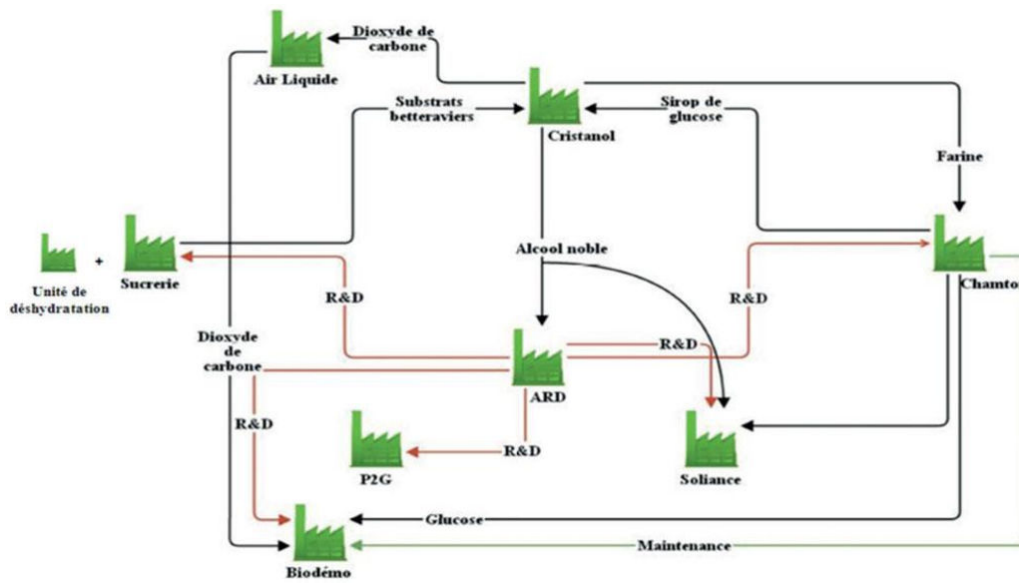 Dioxyde de
carbone
Air Liquide
Substrats
betteraviers
Sirop de
glucose
Cristanol
Farine
Alcool noble
Sucrerie
+
Unité de
déshydratation
R&D
R&D
Chamto
Dioxyde
de
carbone
R&D
ARD
R&D
R&D
P2G
Soliance
Glucose
Maintenance
Biodémo